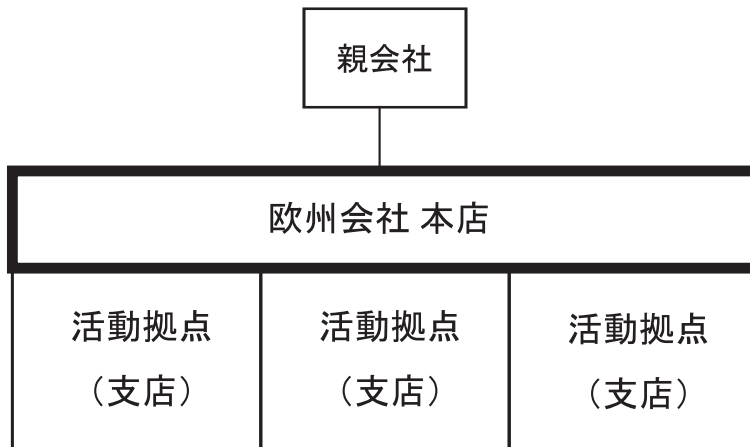 親会社
欧州会社 本店
活動拠点
（支店）
活動拠点
（支店）
活動拠点
（支店）